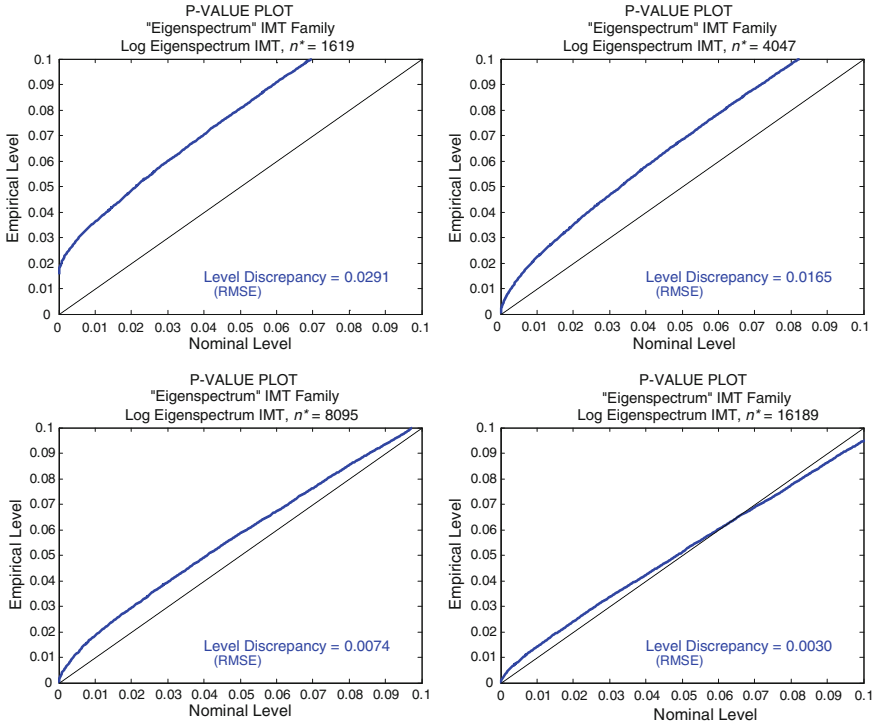 P-VALUE PLOT
"Eigenspectrum" IMT Family
Log Eigenspectrum IMT, n* = 1619
0.1
0.09
0.08
0.07
0.06
0.05
0.04
0.03
0.02
0.01
0
Empirical Level
Level Discrepancy = 0.0291
(RMSE)
0 0.01 0.02 0.03 0.04 0.05 0.06 0.07 0.08 0.09 0.1
Nominal Level
P-VALUE PLOT
"Eigenspectrum" IMT Family
Log Eigenspectrum IMT, n* = 4047
0.1
0.09
0.08
0.07
0.06
0.05
0.04
0.03
0.02
0.01
0
Empirical Level
Level Discrepancy = 0.0165
(RMSE)
0 0.01 0.02 0.03 0.04 0.05 0.06 0.07 0.08 0.09 0.1
Nominal Level
P-VALUE PLOT
"Eigenspectrum" IMT Family
Log Eigenspectrum IMT, n* = 8095
0.1
0.09
0.08
0.07
0.06
0.05
0.04
0.03
0.02
0.01
0
Empirical Level
Level Discrepancy = 0.0074
(RMSE)
0 0.01 0.02 0.03 0.04 0.05 0.06 0.07 0.08 0.09 0.1
Nominal Level
P-VALUE PLOT
"Eigenspectrum" IMT Family
Log Eigenspectrum IMT, n* = 16189
0.1
0.09
0.08
0.07
0.06
0.05
0.04
0.03
0.02
0.01
0
Empirical Level
Level Discrepancy = 0.0030
(RMSE)
0 0.01 0.02 0.03 0.04 0.05 0.06 0.07 0.08 0.09 0.1
Nominal Level